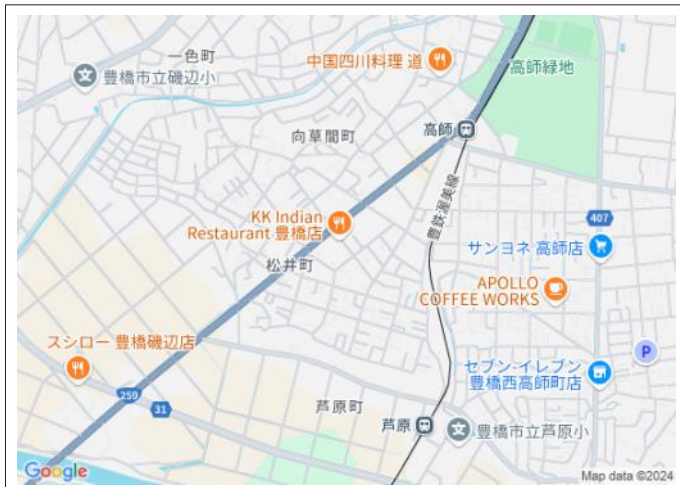 一色町
豊橋市立磯辺小
中国四川料理 道
高師緑地
向草間町
高師
豊鉄渥美線
KK Indian
Restaurant 豊橋店
松井町
407
サンヨネ 高師店
APOLLO
COFFEE WORKS
スシロー 豊橋磯辺店
セブン-イレブン
豊橋西高師町店
P
259
31
芦原町
芦原
豊橋市立芦原小
Google
Map data ©2024